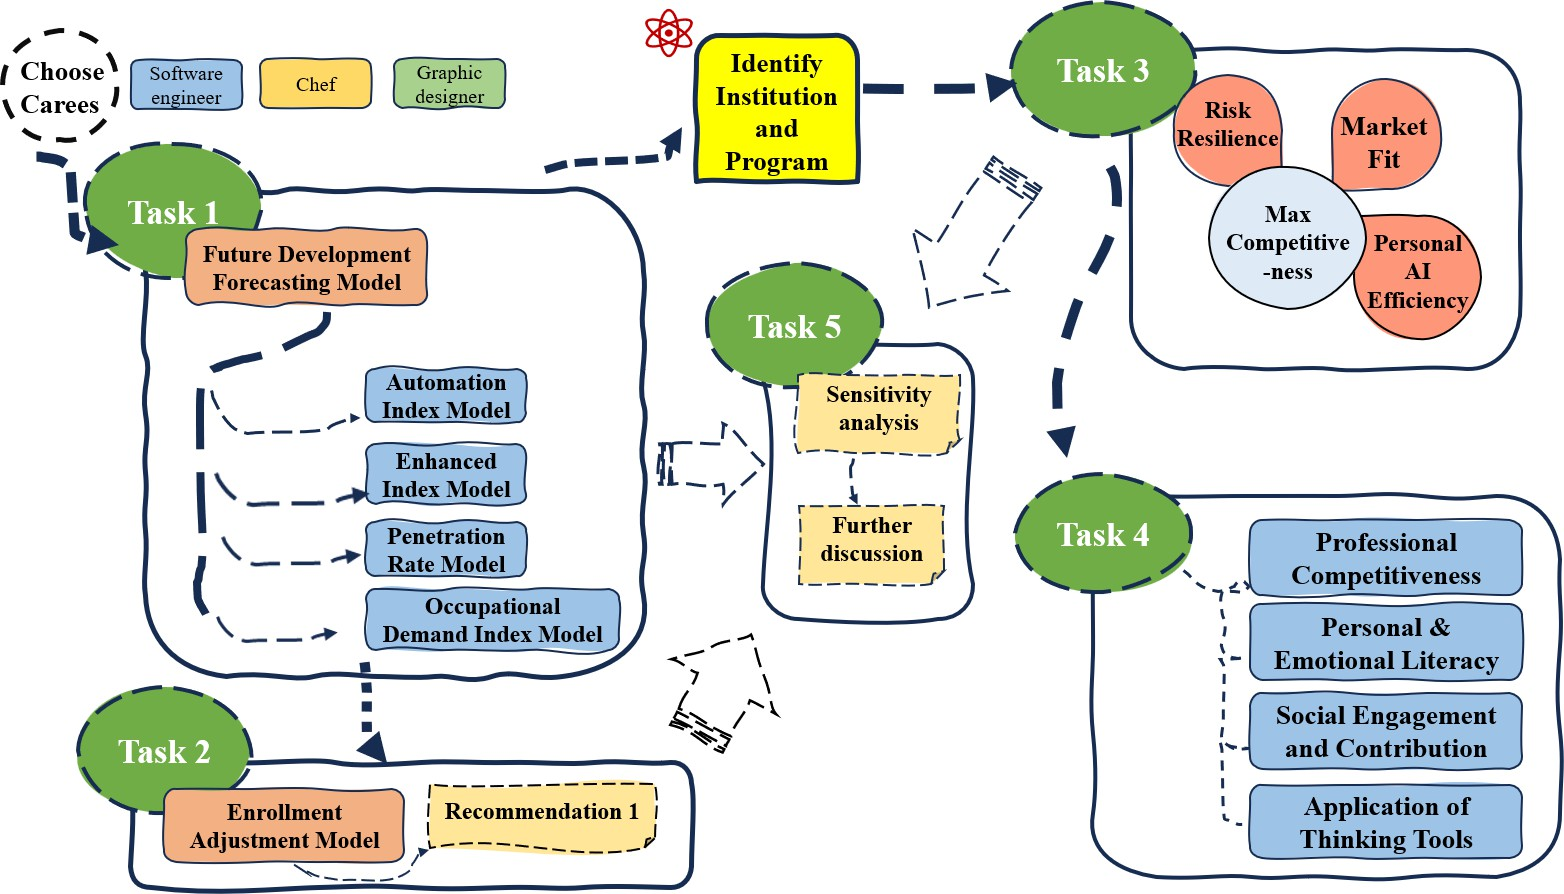 Choose
Carees
Software
engineer
Chef
Graphic
designer
Identify
Institution
and
Program
Task 1
Future Development
Forecasting Model
Automation
Index Model
Enhanced
Index Model
Penetration
Rate Model
Occupational
Demand Index Model
Task 2
Enrollment
Adjustment Model
Recommendation 1
Task 3
Risk
Resilience
Market
Fit
Max
Competitive
-ness
Personal
AI
Efficiency
Task 5
Sensitivity
analysis
Further
discussion
Task 4
Professional
Competitiveness
Personal &
Emotional Literacy
Social Engagement
and Contribution
Application of
Thinking Tools